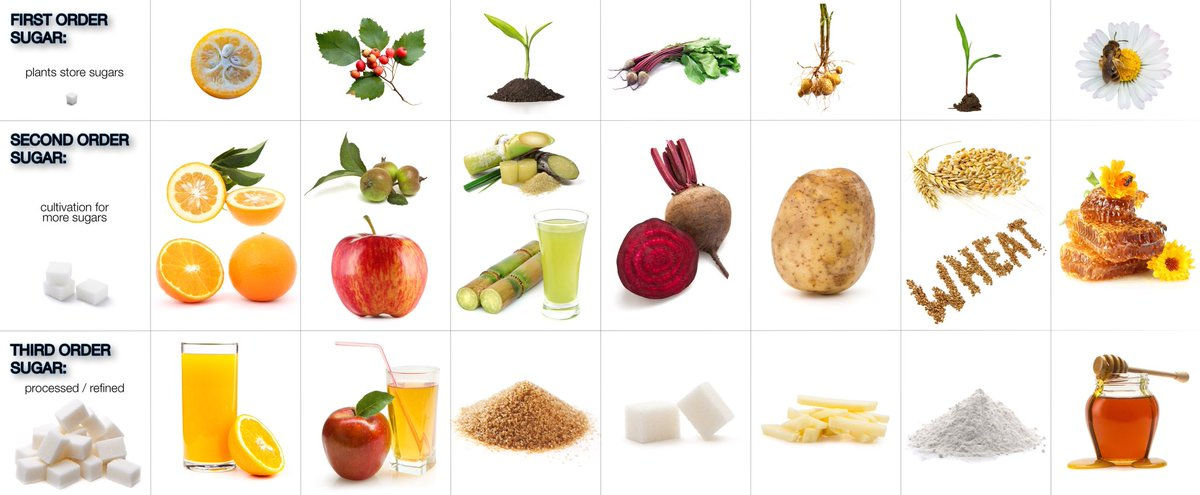 FIRST ORDER
SUGAR:
plants store sugars
SECOND ORDER
SUGAR:
cultivation for
more sugars
WHEAT
THIRD ORDER
SUGAR:
processed / refined